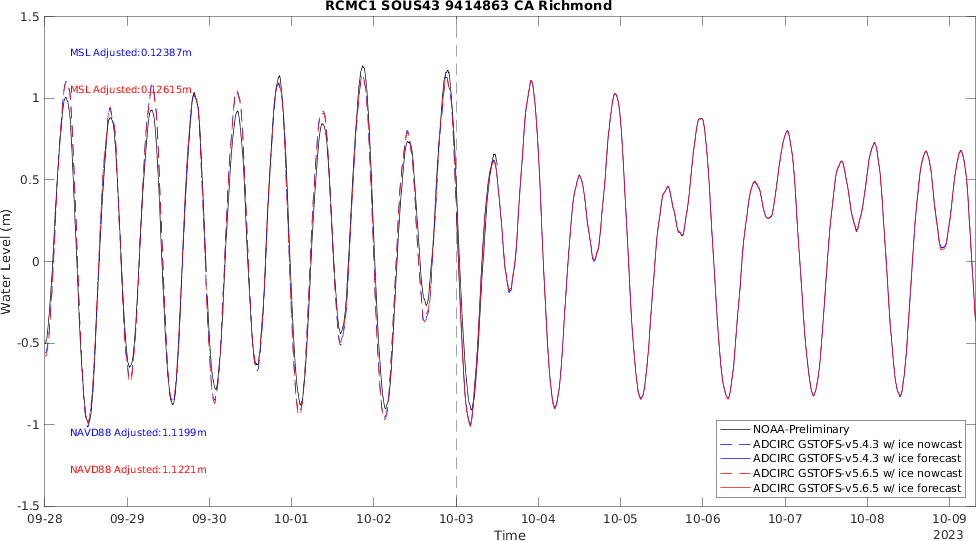 RCMC1 SOUS43 9414863 CA Richmond
1.5
1
0.5
0
-0.5
-1
-1.5
Water Level (m)
MSL Adjusted:0.12387m
MSL Adjusted:0.12615m
NAVD88 Adjusted:1.1199m
NAVD88 Adjusted:1.1221m
NOAA-Preliminary
ADCIRC GSTOFS-v5.4.3 w/ ice nowcast
ADCIRC GSTOFS-v5.4.3 w/ ice forecast
ADCIRC GSTOFS-v5.6.5 w/ ice nowcast
ADCIRC GSTOFS-v5.6.5 w/ ice forecast
09-28 09-29 09-30 10-01 10-02 10-03 10-04 10-05 10-06 10-07 10-08 10-09
2023
Time